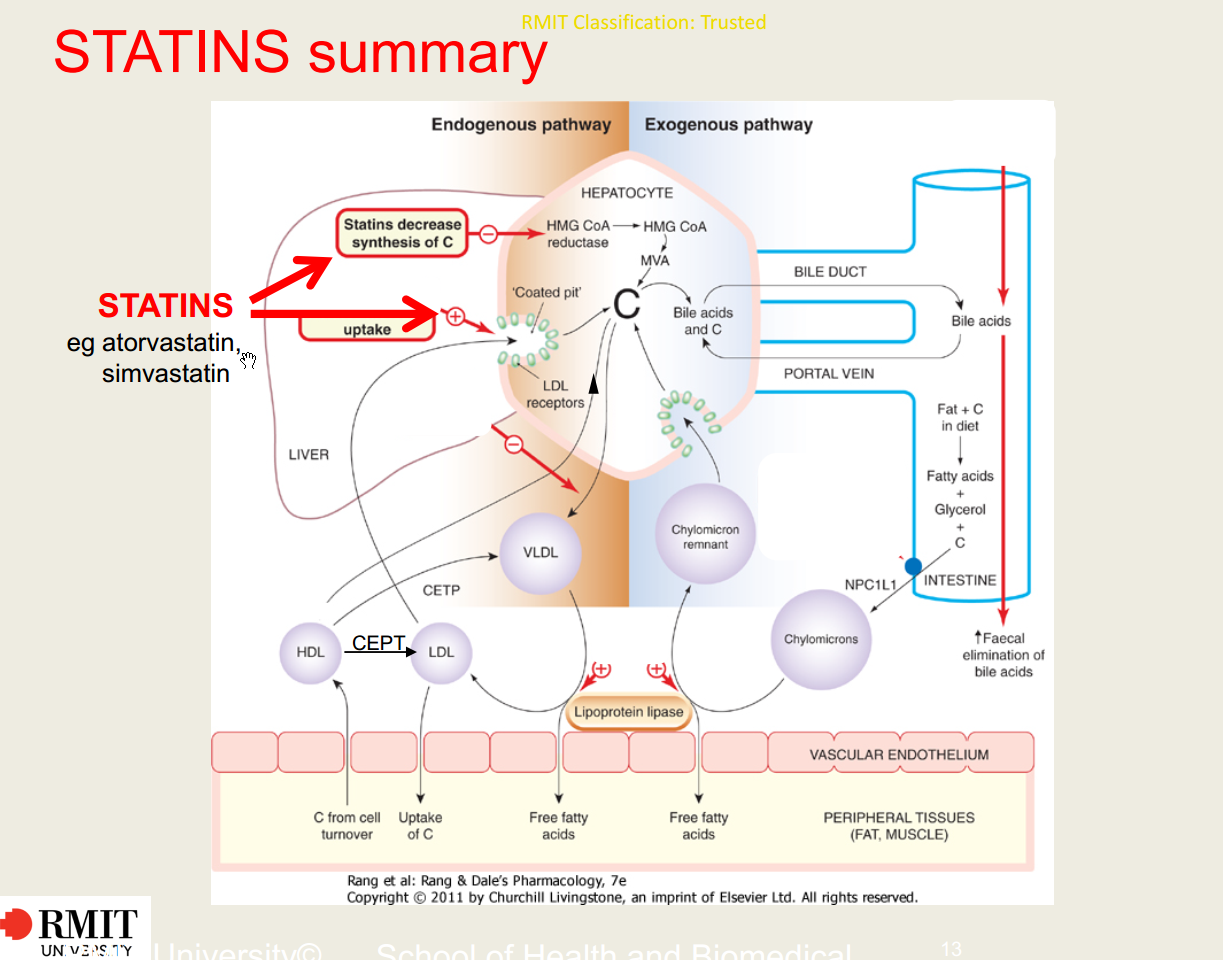 RMIT Classification: Trusted
STATINS summary
Endogenous pathway
Exogenous pathway
HEPATOCYTE
Statins decrease
synthesis of C
HMG CoA
reductase
HMG CoA
MVA
'Coated pit'
C
Bile acids
and C
BILE DUCT
Bile acids
STATINS
eg atorvastatin,
simvastatin
uptake
LDL
receptors
PORTAL VEIN
Fat + C
in diet
Fatty acids
+
Glycerol
+
C
LIVER
VLDL
Chylomicron
remnant
NPC1L1
INTESTINE
CETP
HDL
CEPT
LDL
Chylomicrons
↑Faecal
elimination of
bile acids
Lipoprotein lipase
VASCULAR ENDOTHELIUM
C from cell
turnover
Uptake
of C
Free fatty
acids
Free fatty
acids
PERIPHERAL TISSUES
(FAT, MUSCLE)
Rang et al: Rang & Dale's Pharmacology, 7e
Copyright © 2011 by Churchill Livingstone, an imprint of Elsevier Ltd. All rights reserved.
RMIT
UNIVERSITY
University© School of Health and Biomedical
13